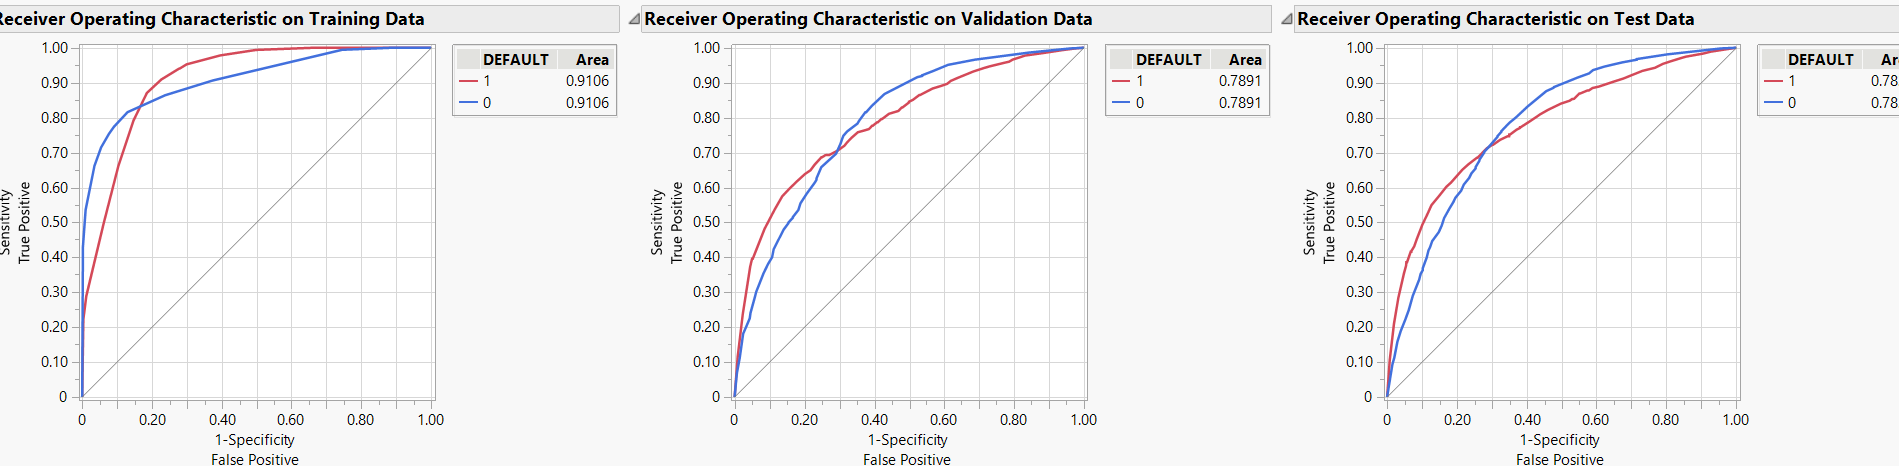 Receiver Operating Characteristic on Training Data
1.00
0.90
0.80
0.70
0.60
0.50
0.40
0.30
0.20
0.10
0
Sensitivity
True Positive
0 0.20 0.40 0.60 0.80 1.00
1-Specificity
False Positive
DEFAULT Area
1 0.9106
0 0.9106
Receiver Operating Characteristic on Validation Data
1.00
0.90
0.80
0.70
0.60
0.50
0.40
0.30
0.20
0.10
0
Sensitivity
True Positive
0 0.20 0.40 0.60 0.80 1.00
1-Specificity
False Positive
DEFAULT Area
1 0.7891
0 0.7891
Receiver Operating Characteristic on Test Data
1.00
0.90
0.80
0.70
0.60
0.50
0.40
0.30
0.20
0.10
0
Sensitivity
True Positive
0 0.20 0.40 0.60 0.80 1.00
1-Specificity
False Positive
DEFAULT
1 0.78
0 0.78